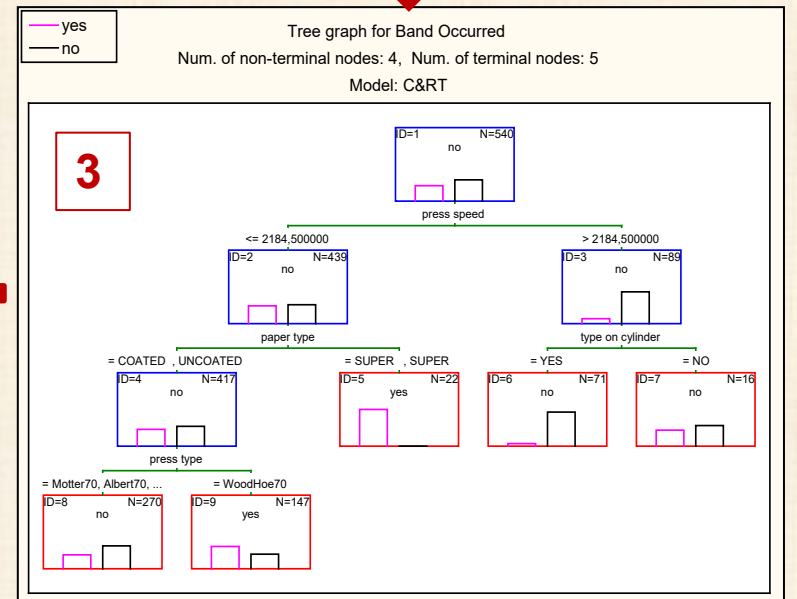 yes
no
Tree graph for Band Occurred
Num. of non-terminal nodes: 4,  Num. of terminal nodes: 5
Model: C&RT
3
ID=1 N=540
no
press speed
<= 2184,500000 > 2184,500000
ID=2 N=439 ID=3 N=89
no no
paper type type on cylinder
= COATED , UNCOATED = SUPER , SUPER = YES = NO
ID=4 N=417 ID=5 N=22 ID=6 N=71 ID=7 N=16
no yes no no
press type
= Motter70, Albert70, ... = WoodHoe70
ID=8 N=270 ID=9 N=147
no yes